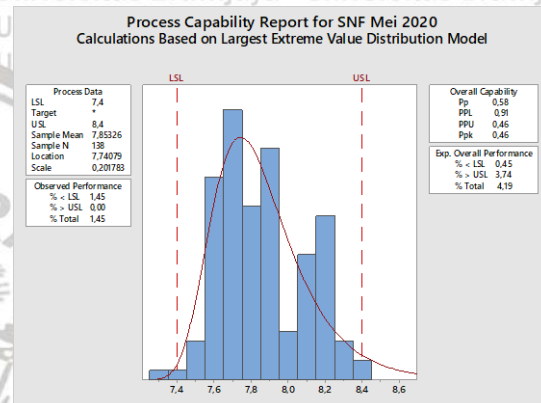 Process Capability Report for SNF Mei 2020
Calculations Based on Largest Extreme Value Distribution Model
LSL
USL
Process Data
LSL 7,4
Target *
USL 8,4
Sample Mean 7,85326
Sample N 138
Location 7,74079
Scale 0,201783
Observed Performance
% < LSL 1,45
% > USL 0,00
% Total 1,45
Overall Capability
Pp 0,58
PPL 0,91
PPU 0,46
Ppk 0,46
Exp. Overall Performance
% < LSL 0,45
% > USL 3,74
% Total 4,19
7,4 7,6 7,8 8,0 8,2 8,4 8,6